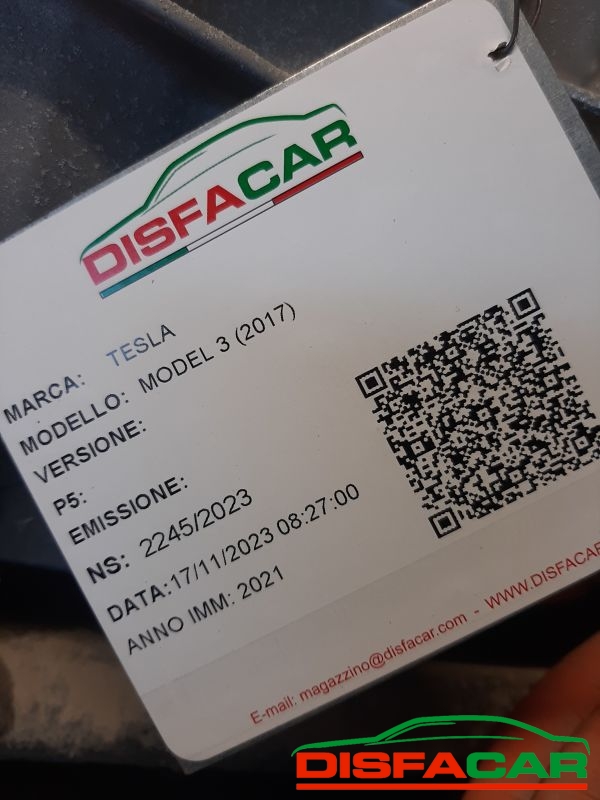 DISFACAR
MARCA: TESLA
MODELLO: MODEL 3 (2017)
VERSIONE:
P5:
EMISSIONE:
NS: 2245/2023
DATA:17/11/2023 08:27:00
ANNO IMM: 2021
E-mail: magazzino@disfacar.com - WWW.DISFACAR
DISFACAR